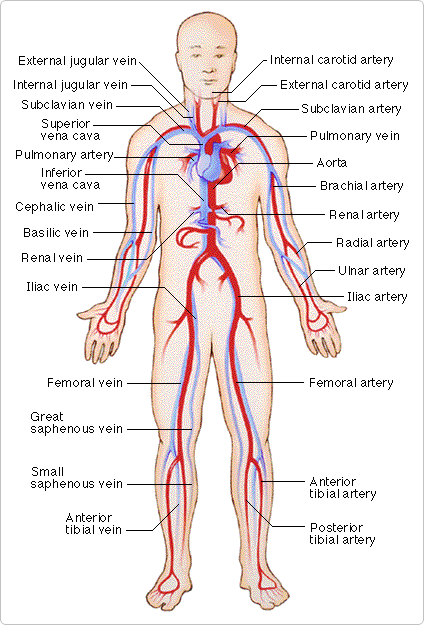 External jugular vein
Internal jugular vein
Subclavian vein
Superior
vena cava
Pulmonary artery
Inferior
vena cava
Cephalic vein
Basilic vein
Renal vein
Iliac vein
Femoral vein
Great
saphenous vein
Small
saphenous vein
Anterior
tibial vein
Internal carotid artery
External carotid artery
Subclavian artery
Pulmonary vein
Aorta
Brachial artery
Renal artery
Radial artery
Ulnar artery
Iliac artery
Femoral artery
Anterior
tibial artery
Posterior
tibial artery